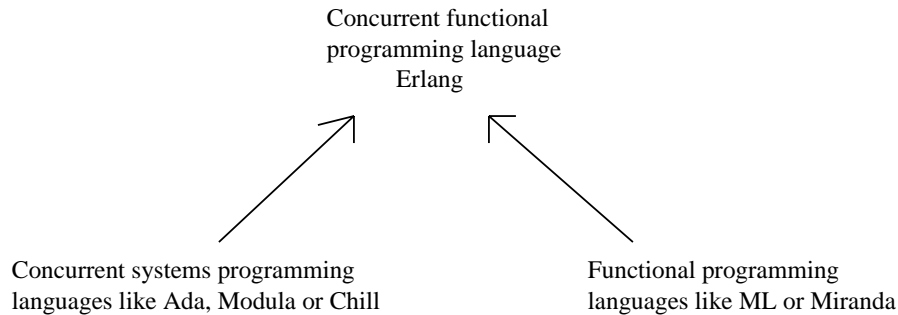 Concurrent functional
programming language
Erlang
Concurrent systems programming
languages like Ada, Modula or Chill
Functional programming
languages like ML or Miranda